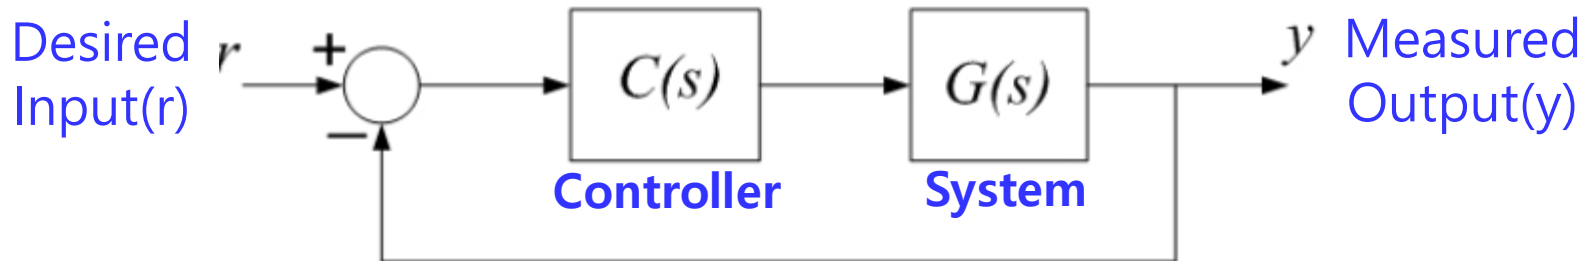 Desired
Input(r)
r
+
−
C(s)
Controller
G(s)
System
y
Measured
Output(y)